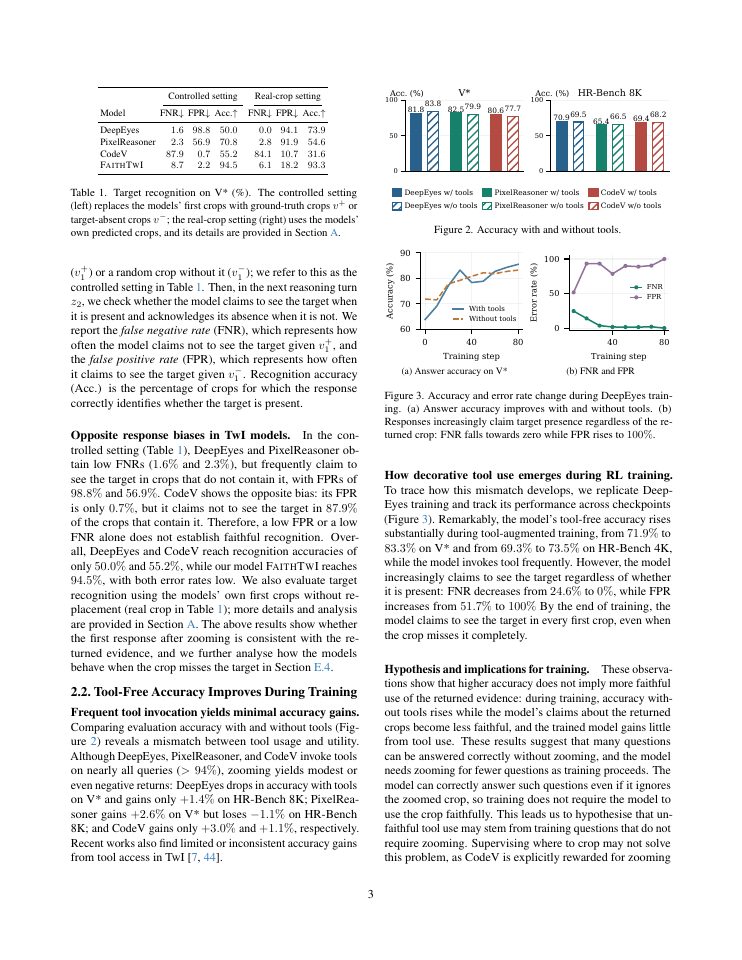 Controlled setting Real-crop setting
Model FNR↓ FPR↓ Acc.↑ FNR↓ FPR↓ Acc.↑
DeepEyes 1.6 98.8 50.0 0.0 94.1 73.9
PixelReasoner 2.3 56.9 70.8 2.8 91.9 54.6
CodeV 87.9 0.7 55.2 84.1 10.7 31.6
FAITHTWI 8.7 2.2 94.5 6.1 18.2 93.3
Table 1. Target recognition on V* (%). The controlled setting
(left) replaces the models' first crops with ground-truth crops v⁺ or
target-absent crops v⁻; the real-crop setting (right) uses the models'
own predicted crops, and its details are provided in Section A.
(v₁⁺) or a random crop without it (v₁⁻); we refer to this as the
controlled setting in Table 1. Then, in the next reasoning turn
z₂, we check whether the model claims to see the target when
it is present and acknowledges its absence when it is not. We
report the false negative rate (FNR), which represents how
often the model claims not to see the target given v₁⁺, and
the false positive rate (FPR), which represents how often
it claims to see the target given v₁⁻. Recognition accuracy
(Acc.) is the percentage of crops for which the response
correctly identifies whether the target is present.
Opposite response biases in TwI models. In the con-
trolled setting (Table 1), DeepEyes and PixelReasoner ob-
tain low FNRs (1.6% and 2.3%), but frequently claim to
see the target in crops that do not contain it, with FPRs of
98.8% and 56.9%. CodeV shows the opposite bias: its FPR
is only 0.7%, but it claims not to see the target in 87.9%
of the crops that contain it. Therefore, a low FPR or a low
FNR alone does not establish faithful recognition. Over-
all, DeepEyes and CodeV reach recognition accuracies of
only 50.0% and 55.2%, while our model FAITHTWI reaches
94.5%, with both error rates low. We also evaluate target
recognition using the models' own first crops without re-
placement (real crop in Table 1); more details and analysis
are provided in Section A. The above results show whether
the first response after zooming is consistent with the re-
turned evidence, and we further analyse how the models
behave when the crop misses the target in Section E.4.
2.2. Tool-Free Accuracy Improves During Training
Frequent tool invocation yields minimal accuracy gains.
Comparing evaluation accuracy with and without tools (Fig-
ure 2) reveals a mismatch between tool usage and utility.
Although DeepEyes, PixelReasoner, and CodeV invoke tools
on nearly all queries (> 94%), zooming yields modest or
even negative returns: DeepEyes drops in accuracy with tools
on V* and gains only +1.4% on HR-Bench 8K; PixelRea-
soner gains +2.6% on V* but loses −1.1% on HR-Bench
8K; and CodeV gains only +3.0% and +1.1%, respectively.
Recent works also find limited or inconsistent accuracy gains
from tool access in TwI [7, 44].
Acc. (%) V*
100
50
0
81.8 83.8 82.5 79.9 80.6 77.7
Acc. (%) HR-Bench 8K
100
50
0
70.9 69.5 65.4 66.5 69.4 68.2
DeepEyes w/ tools PixelReasoner w/ tools CodeV w/ tools
DeepEyes w/o tools PixelReasoner w/o tools CodeV w/o tools
Figure 2. Accuracy with and without tools.
Accuracy (%)
90
80
70
60
With tools
Without tools
0 40 80
Training step
(a) Answer accuracy on V*
Error rate (%)
100
50
0
FNR
FPR
40 80
Training step
(b) FNR and FPR
Figure 3. Accuracy and error rate change during DeepEyes train-
ing. (a) Answer accuracy improves with and without tools. (b)
Responses increasingly claim target presence regardless of the re-
turned crop: FNR falls towards zero while FPR rises to 100%.
How decorative tool use emerges during RL training.
To trace how this mismatch develops, we replicate Deep-
Eyes training and track its performance across checkpoints
(Figure 3). Remarkably, the model's tool-free accuracy rises
substantially during tool-augmented training, from 71.9% to
83.3% on V* and from 69.3% to 73.5% on HR-Bench 4K,
while the model invokes tool frequently. However, the model
increasingly claims to see the target regardless of whether
it is present: FNR decreases from 24.6% to 0%, while FPR
increases from 51.7% to 100% By the end of training, the
model claims to see the target in every first crop, even when
the crop misses it completely.
Hypothesis and implications for training. These observa-
tions show that higher accuracy does not imply more faithful
use of the returned evidence: during training, accuracy with-
out tools rises while the model's claims about the returned
crops become less faithful, and the trained model gains little
from tool use. These results suggest that many questions
can be answered correctly without zooming, and the model
needs zooming for fewer questions as training proceeds. The
model can correctly answer such questions even if it ignores
the zoomed crop, so training does not require the model to
use the crop faithfully. This leads us to hypothesise that un-
faithful tool use may stem from training questions that do not
require zooming. Supervising where to crop may not solve
this problem, as CodeV is explicitly rewarded for zooming
3